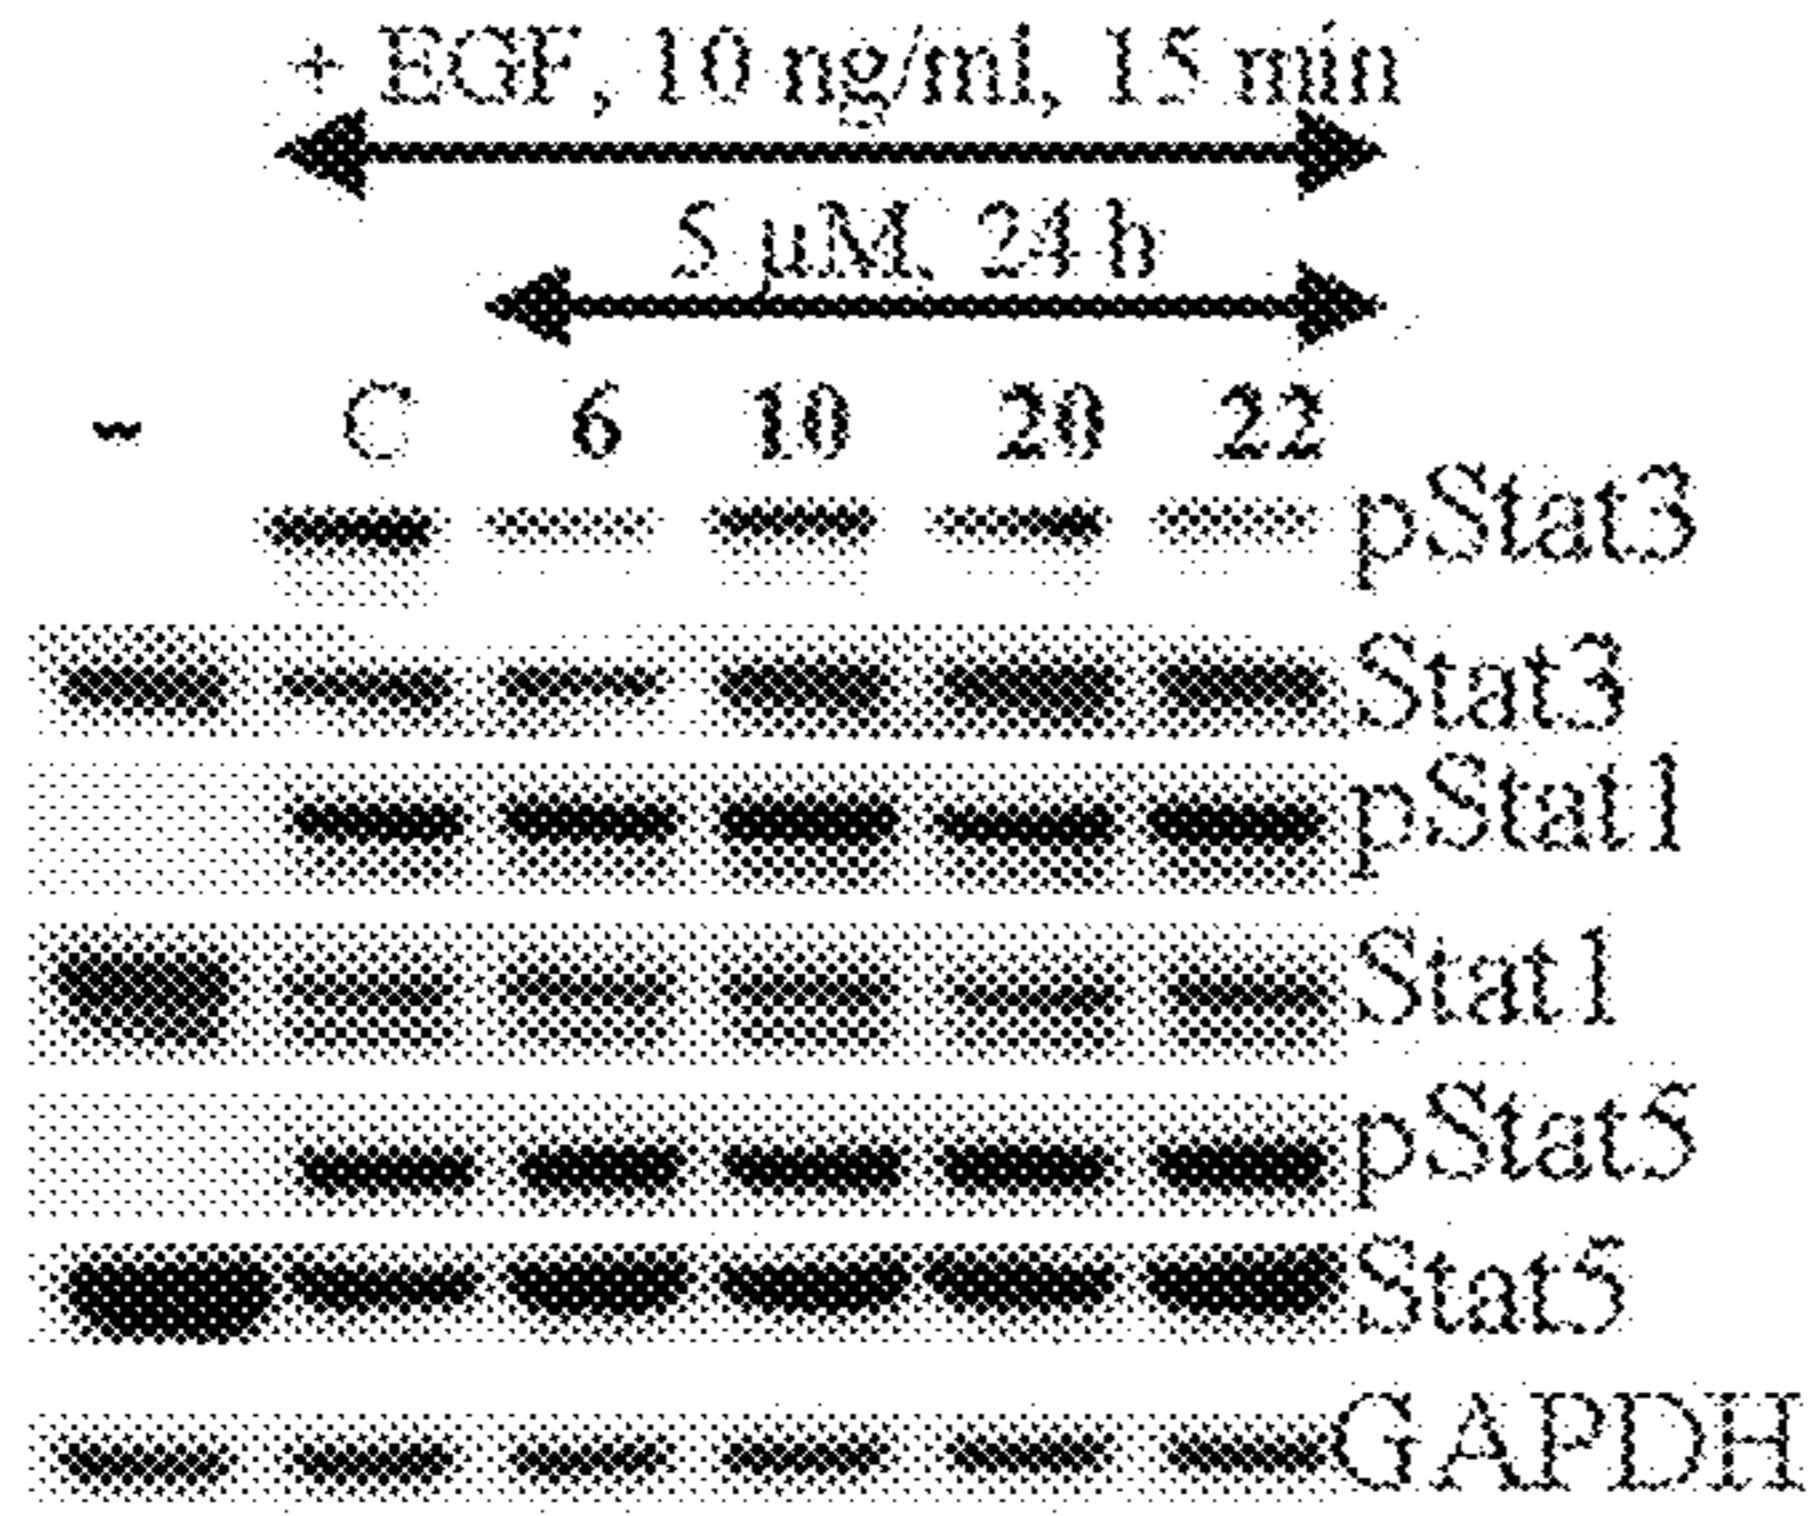 + EGF, 10 ng/ml, 15 min
5 µM, 24 h
- C 6 10 20 22
pStat3
Stat3
pStat1
Stat1
pStat5
Stat5
GAPDH